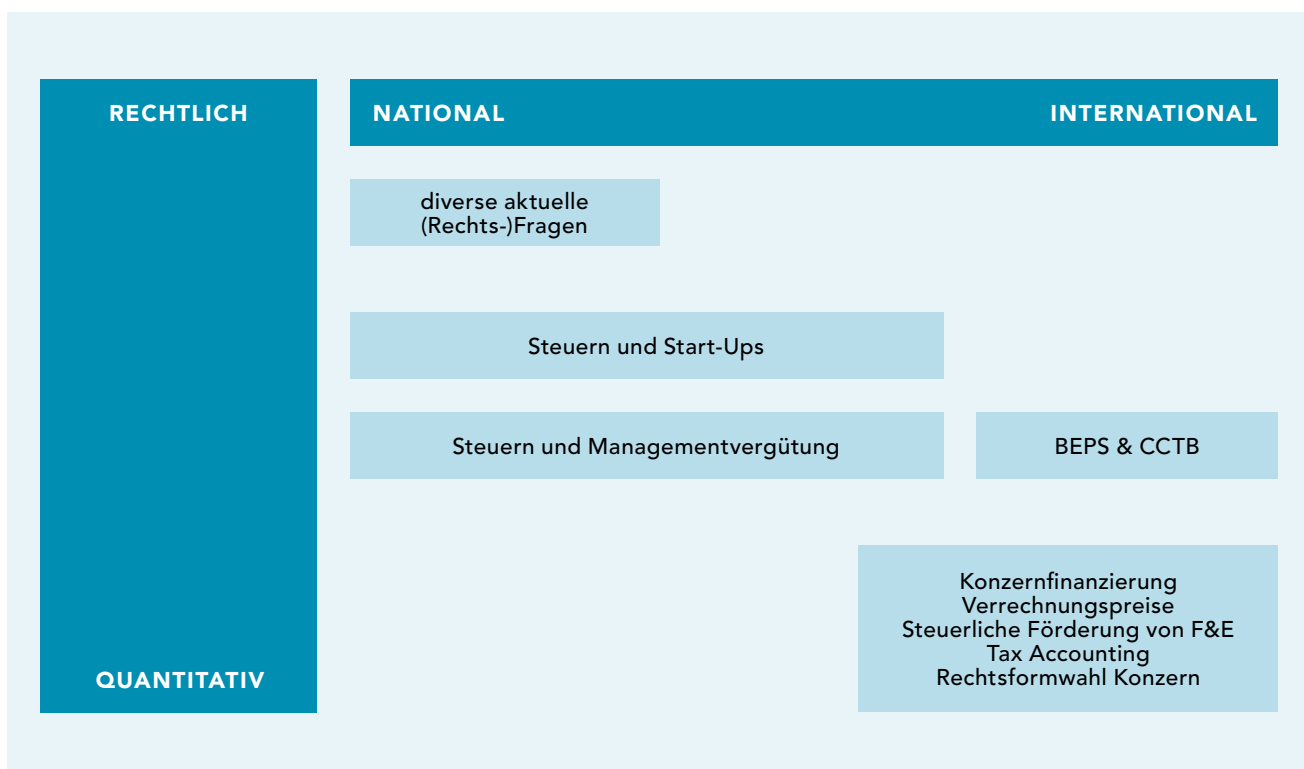 RECHTLICH
NATIONAL
INTERNATIONAL
diverse aktuelle
(Rechts-)Fragen
Steuern und Start-Ups
Steuern und Managementvergütung
BEPS & CCTB
Konzernfinanzierung
Verrechnungspreise
Steuerliche Förderung von F&E
Tax Accounting
Rechtsformwahl Konzern
QUANTITATIV